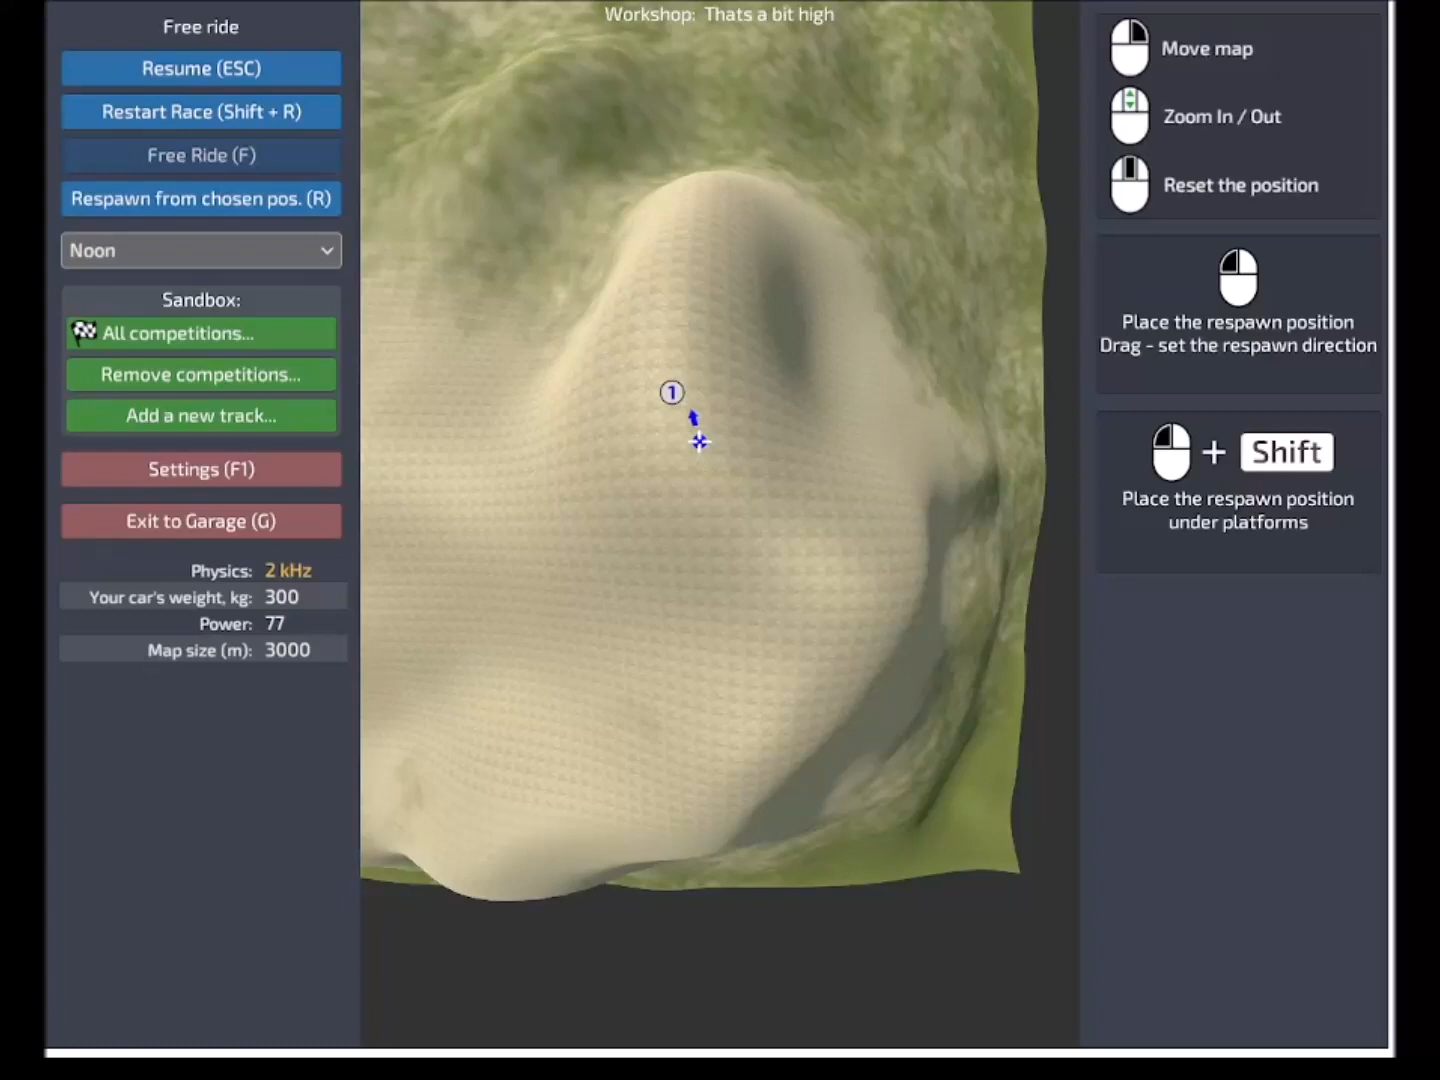 Workshop: Thats a bit high
Free ride
Resume (ESC)
Restart Race (Shift + R)
Free Ride (F)
Respawn from chosen pos. (R)
Noon
Sandbox:
All competitions...
Remove competitions...
Add a new track...
Settings (F1)
Exit to Garage (G)
Physics: 2 kHz
Your car's weight, kg: 300
Power: 77
Map size (m): 3000
1
Move map
Zoom In / Out
Reset the position
Place the respawn position
Drag - set the respawn direction
+ Shift
Place the respawn position
under platforms